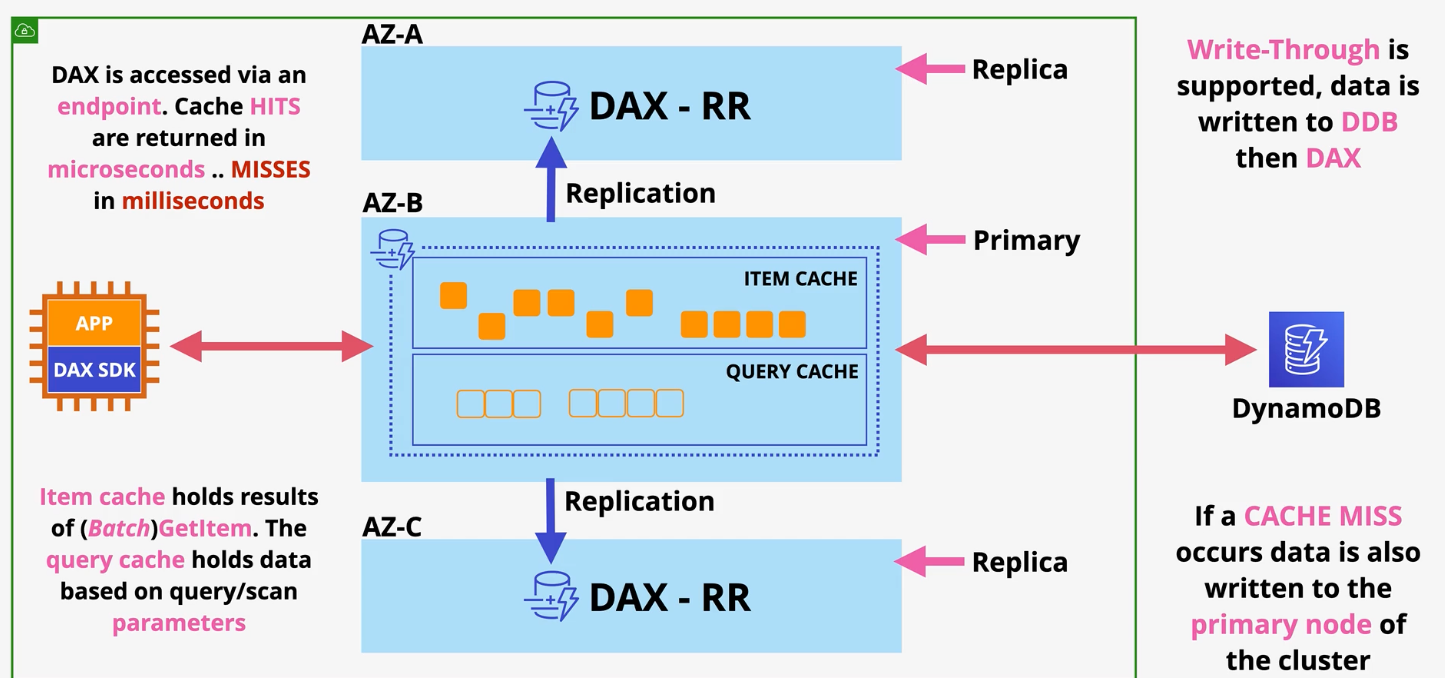 DAX is accessed via an
endpoint. Cache HITS
are returned in
microseconds .. MISSES
in milliseconds
AZ-A
DAX - RR
Replica
Replication
AZ-B
Primary
ITEM CACHE
QUERY CACHE
APP
DAX SDK
Item cache holds results
of (Batch)GetItem. The
query cache holds data
based on query/scan
parameters
Replication
AZ-C
DAX - RR
Replica
Write-Through is
supported, data is
written to DDB
then DAX
DynamoDB
If a CACHE MISS
occurs data is also
written to the
primary node of
the cluster